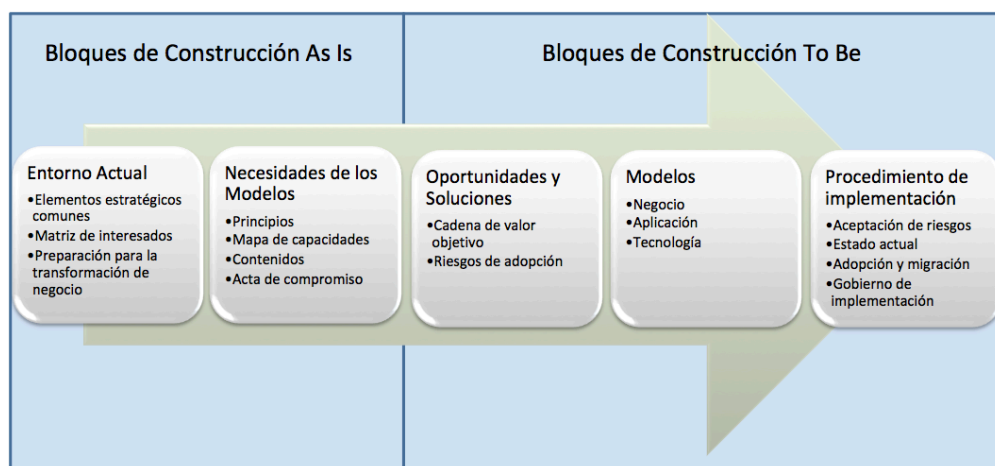 Bloques de Construcción As Is
Bloques de Construcción To Be
Entorno Actual
•Elementos estratégicos
comunes
•Matriz de interesados
•Preparación para la
transformación de
negocio
Necesidades de los
Modelos
•Principios
•Mapa de capacidades
•Contenidos
•Acta de compromiso
Oportunidades y
Soluciones
•Cadena de valor
objetivo
•Riesgos de adopción
Modelos
•Negocio
•Aplicación
•Tecnología
Procedimiento de
implementación
•Aceptación de riesgos
•Estado actual
•Adopción y migración
•Gobierno de
implementación